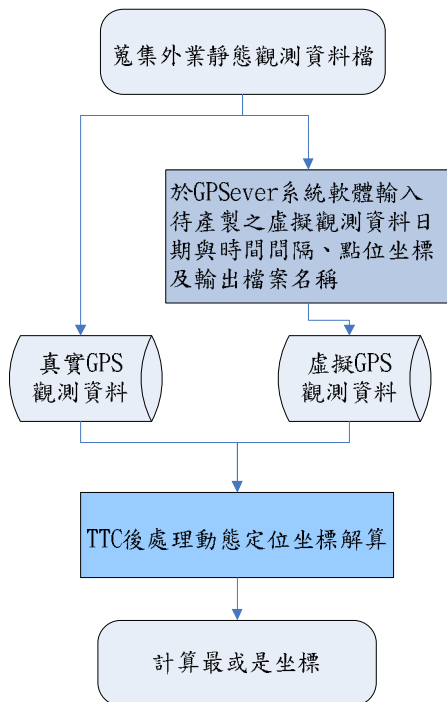 蒐集外業靜態觀測資料檔
於GPSever系統軟體輸入
待產製之虛擬觀測資料日
期與時間間隔、點位坐標
及輸出檔案名稱
真實GPS
觀測資料
虛擬GPS
觀測資料
TTC後處理動態定位坐標解算
計算最或是坐標